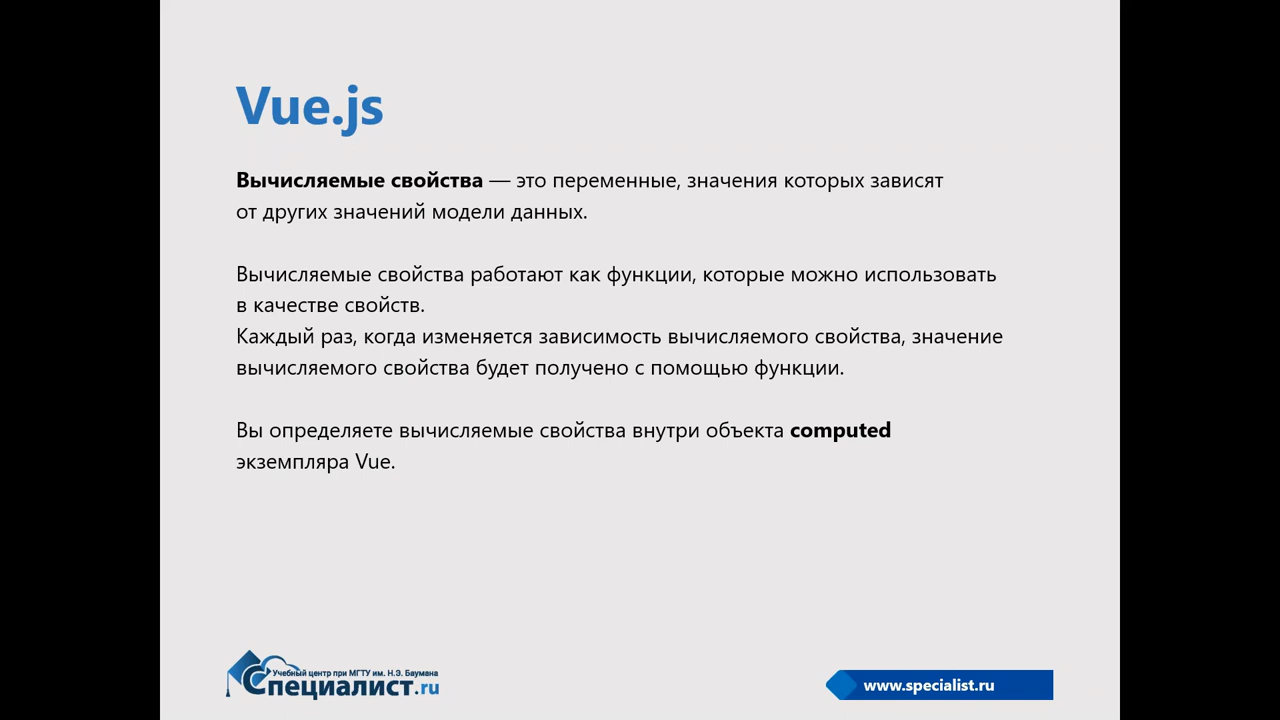 Vue.js
Вычисляемые свойства — это переменные, значения которых зависят
от других значений модели данных.
Вычисляемые свойства работают как функции, которые можно использовать
в качестве свойств.
Каждый раз, когда изменяется зависимость вычисляемого свойства, значение
вычисляемого свойства будет получено с помощью функции.
Вы определяете вычисляемые свойства внутри объекта computed
экземпляра Vue.
Учебный центр при МГТУ им. Н.Э. Баумана
Специалист.ru
www.specialist.ru